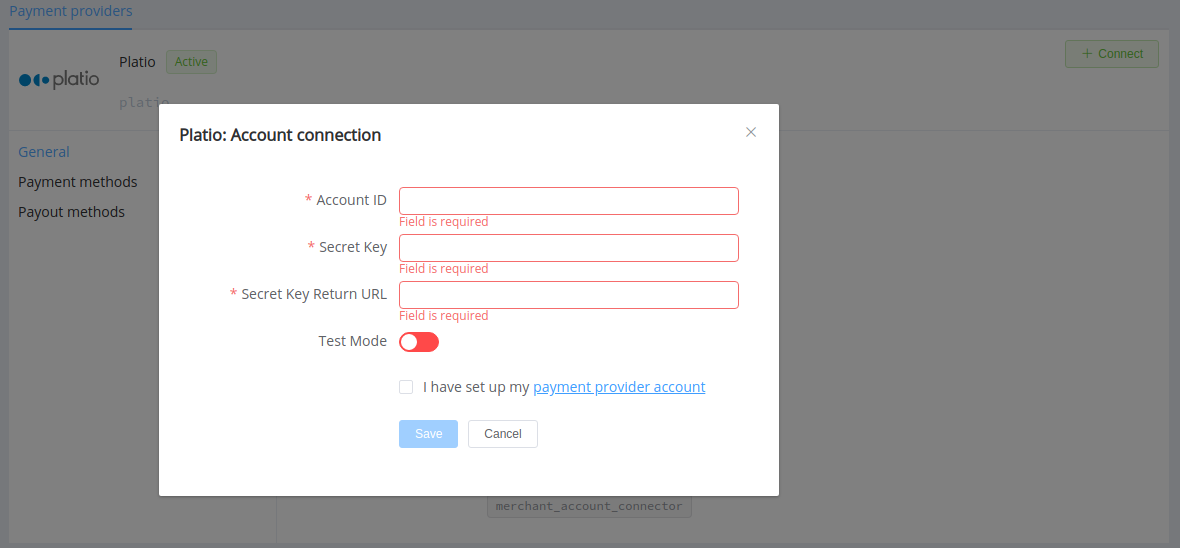 Payment providers
platio
Platio Active
+ Connect
platio
General
Payment methods
Payout methods
Platio: Account connection
* Account ID
Field is required
* Secret Key
Field is required
* Secret Key Return URL
Field is required
Test Mode
I have set up my payment provider account
Save Cancel
merchant_account_connector